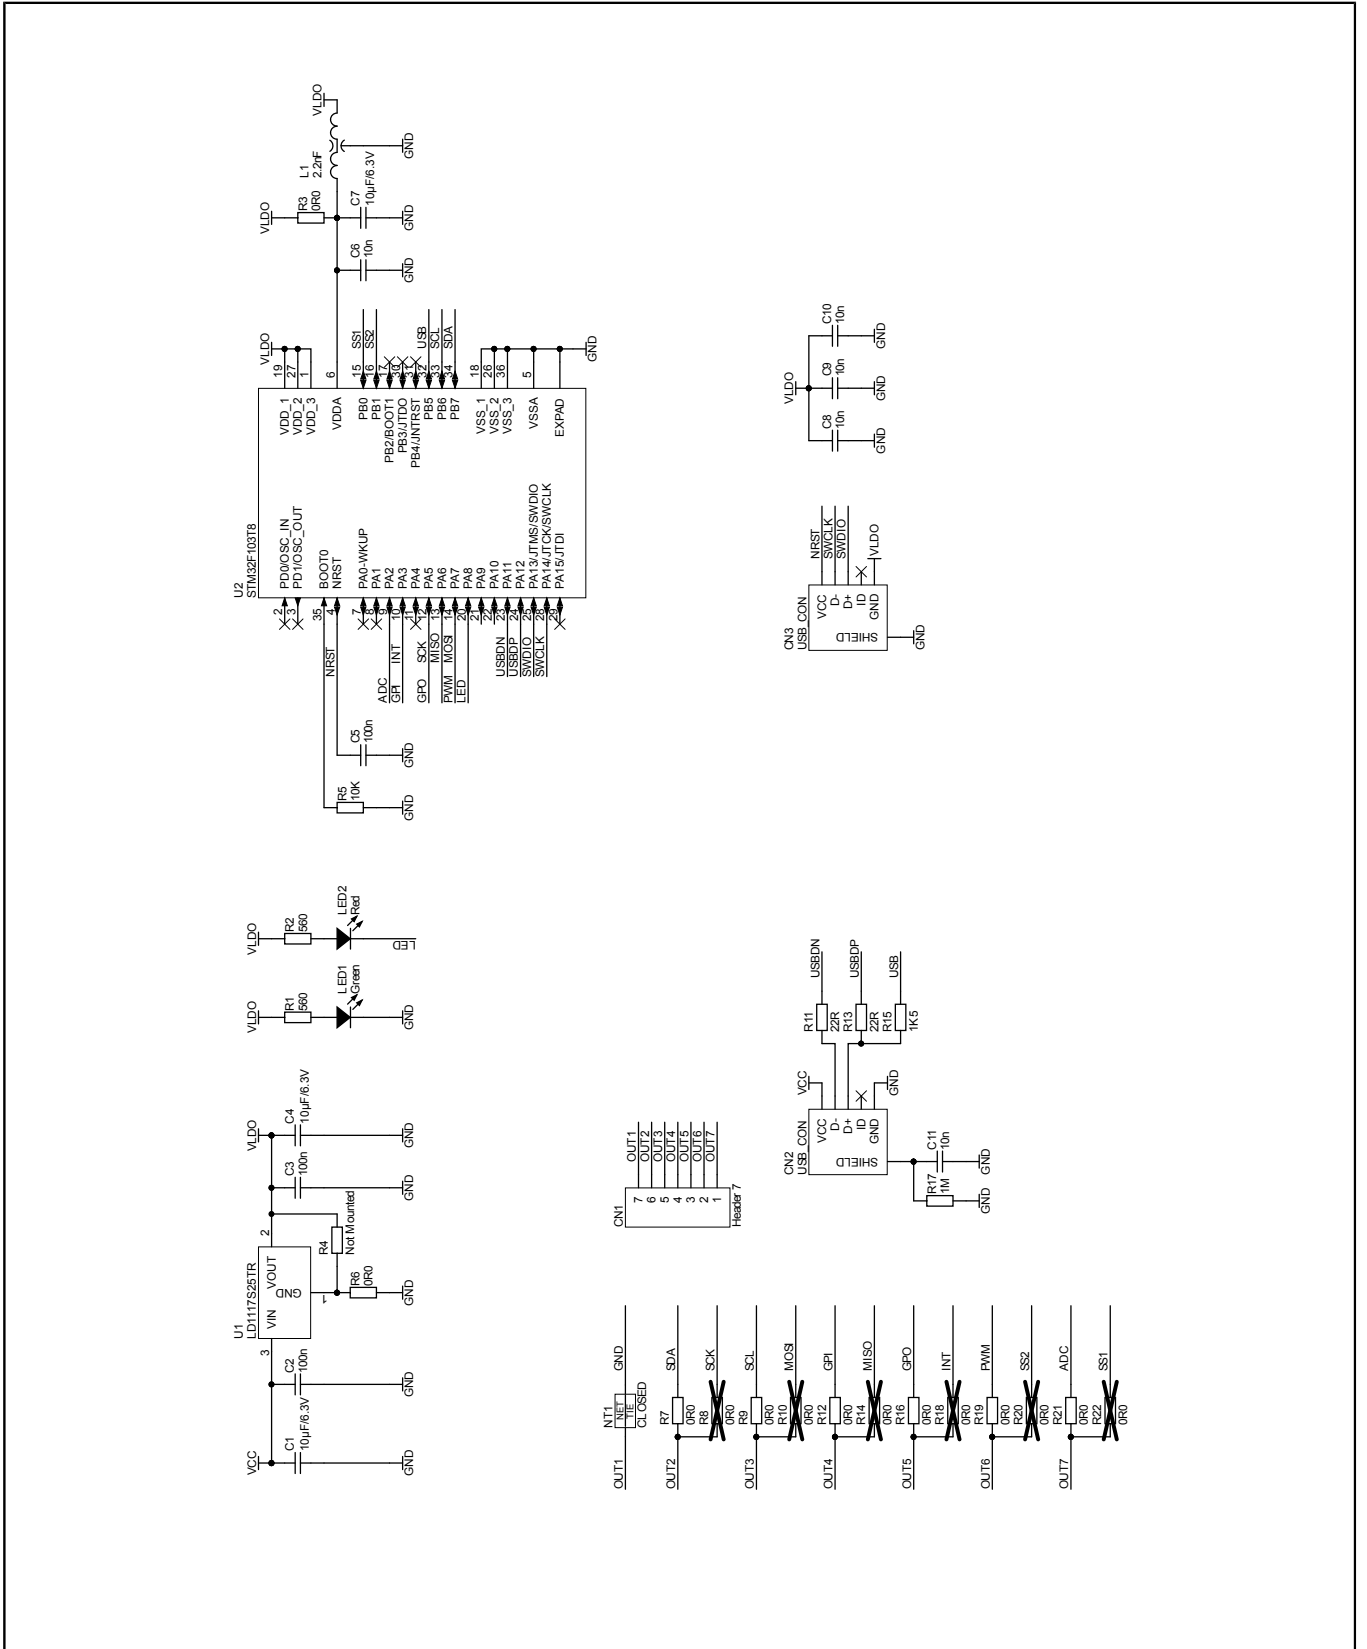 VCC
C1
10µF/6.3V
GND
C2
100n
GND
U1
LD1117S25TR
3
VIN
VOUT
GND
2
1
R4
Not Mounted
R6
0R0
GND
VLDO
C3
100n
GND
C4
10µF/6.3V
GND
VLDO
R1
560
LED1
Green
GND
VLDO
R2
560
LED2
Red
LED
R5
10K
GND
C5
100n
GND
NRST
ADC
GPI
INT
GPO
SCK
MISO
PWM
MOSI
LED
USBDN
USBDP
SWDIO
SWCLK
U2
STM32F103T8
2
PD0/OSC_IN
3
PD1/OSC_OUT
35
BOOT0
4
NRST
7
PA0-WKUP
8
PA1
9
PA2
10
PA3
11
PA4
12
PA5
13
PA6
14
PA7
20
PA8
21
PA9
22
PA10
23
PA11
24
PA12
25
PA13/JTMS/SWDIO
28
PA14/JTCK/SWCLK
29
PA15/JTDI
VDD_1
19
VDD_2
27
VDD_3
1
VDDA
6
PB0
15
SS1
PB1
16
SS2
PB2/BOOT1
17
PB3/JTDO
30
PB4/JNTRST
31
PB5
32
USB
PB6
33
SCL
PB7
34
SDA
VSS_1
18
VSS_2
26
VSS_3
36
VSSA
5
EXPAD
GND
VLDO
C6
10n
GND
VLDO
R3
0R0
C7
10µF/6.3V
GND
L1
2.2nF
VLDO
GND
OUT1
NT1
NET
TIE
CLOSED
GND
OUT2
R7
0R0
SDA
R8
0R0
SCK
OUT3
R9
0R0
SCL
R10
0R0
MOSI
OUT4
R12
0R0
GPI
R14
0R0
MISO
OUT5
R16
0R0
GPO
R18
0R0
INT
OUT6
R19
0R0
PWM
R20
0R0
SS2
OUT7
R21
0R0
ADC
R22
0R0
SS1
CN1
7
OUT1
6
OUT2
5
OUT3
4
OUT4
3
OUT5
2
OUT6
1
OUT7
Header 7
CN2
USB_CON
VCC
D-
D+
ID
GND
SHIELD
VCC
GND
R17
1M
GND
C11
10n
GND
R11
22R
USBDN
R13
22R
USBDP
R15
1K5
USB
CN3
USB_CON
VCC
D-
D+
ID
GND
SHIELD
NRST
SWCLK
SWDIO
VLDO
GND
VLDO
C8
10n
GND
C9
10n
GND
C10
10n
GND